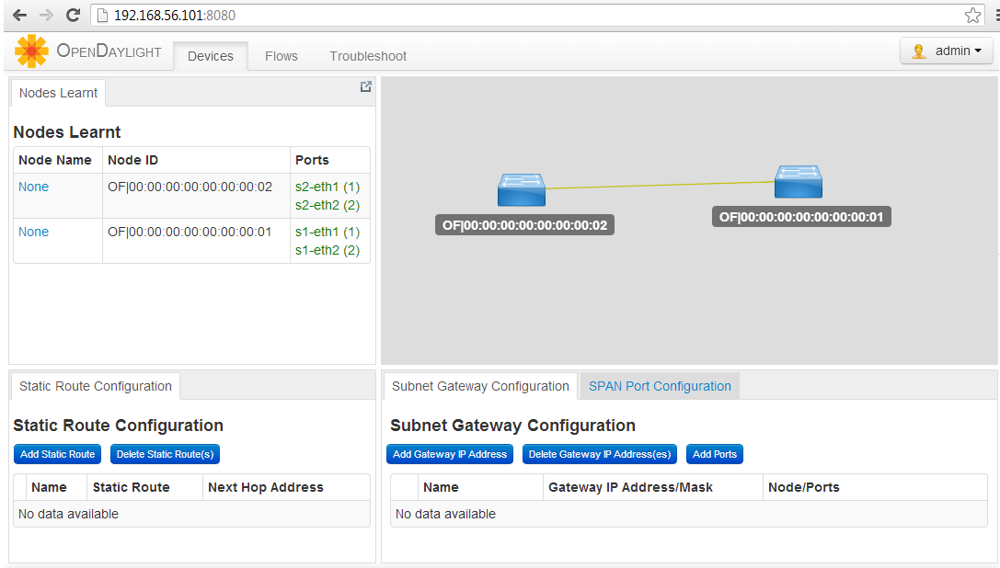 192.168.56.101:8080
OPENDAYLIGHT
Devices
Flows
Troubleshoot
admin
Nodes Learnt
Nodes Learnt
Node Name Node ID Ports
None OF|00:00:00:00:00:00:00:02 s2-eth1 (1)
s2-eth2 (2)
None OF|00:00:00:00:00:00:00:01 s1-eth1 (1)
s1-eth2 (2)
OF|00:00:00:00:00:00:00:02
OF|00:00:00:00:00:00:00:01
Static Route Configuration
Static Route Configuration
Add Static Route Delete Static Route(s)
Name Static Route Next Hop Address
No data available
Subnet Gateway Configuration SPAN Port Configuration
Subnet Gateway Configuration
Add Gateway IP Address Delete Gateway IP Address(es) Add Ports
Name Gateway IP Address/Mask Node/Ports
No data available